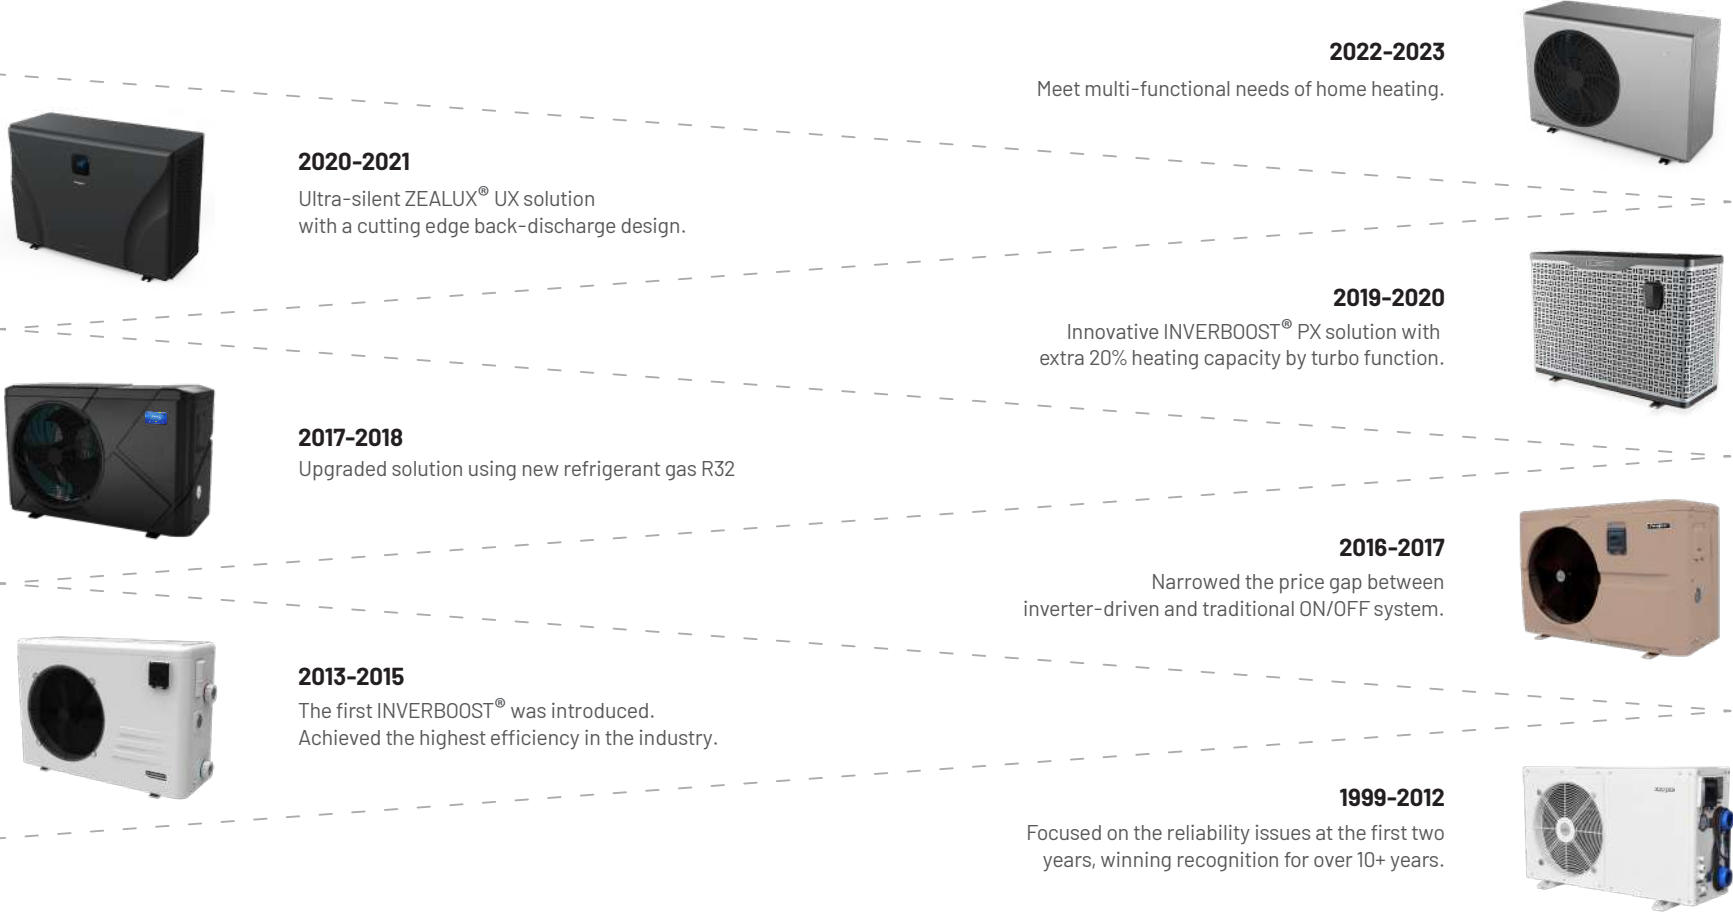 2022-2023
Meet multi-functional needs of home heating.
2020-2021
Ultra-silent ZEALUX® UX solution
with a cutting edge back-discharge design.
2019-2020
Innovative INVERBOOST® PX solution with
extra 20% heating capacity by turbo function.
2017-2018
Upgraded solution using new refrigerant gas R32
2016-2017
Narrowed the price gap between
inverter-driven and traditional ON/OFF system.
2013-2015
The first INVERBOOST® was introduced.
Achieved the highest efficiency in the industry.
1999-2012
Focused on the reliability issues at the first two
years, winning recognition for over 10+ years.